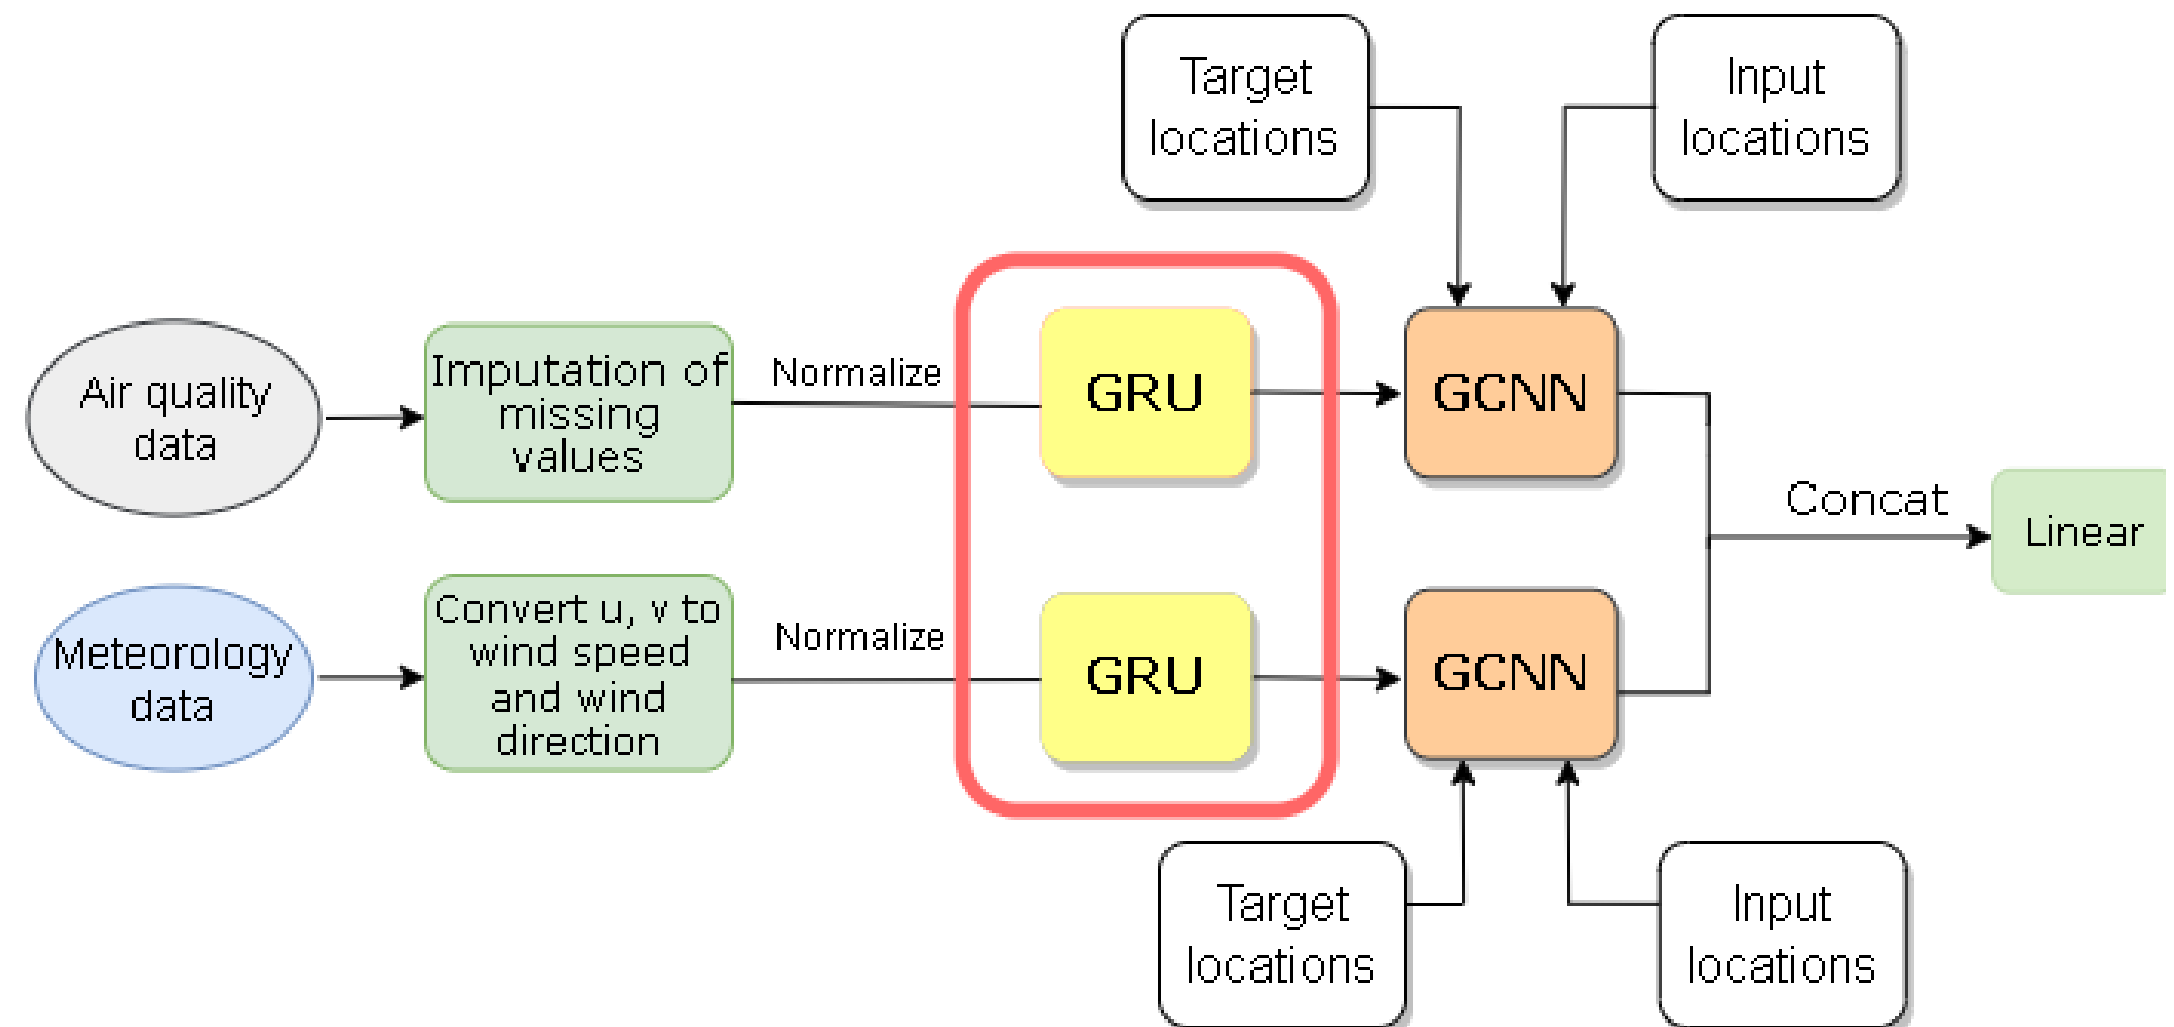 Target
locations
Input
locations
Air quality
data
Imputation of
missing
values
Normalize
GRU
GCNN
Concat
Linear
Meteorology
data
Convert u, v to
wind speed
and wind
direction
Normalize
GRU
GCNN
Target
locations
Input
locations